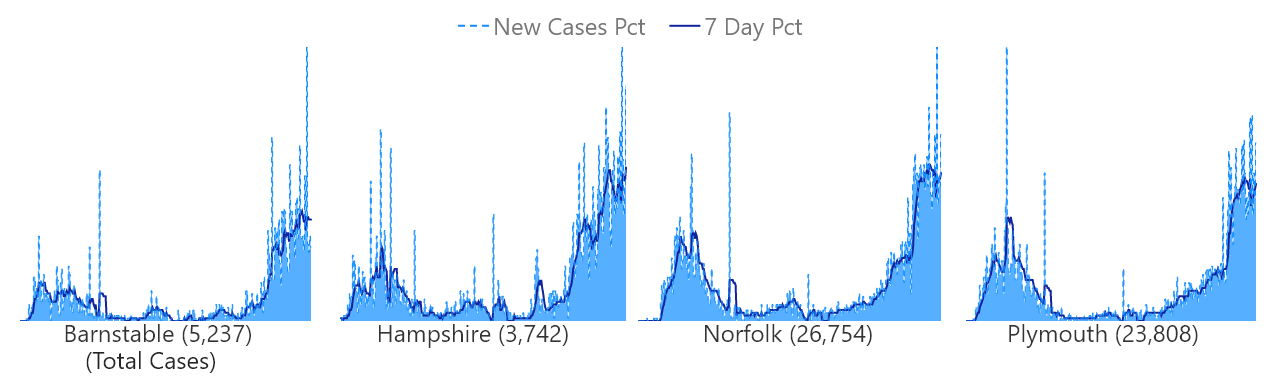 New Cases Pct 7 Day Pct
Barnstable (5,237) Hampshire (3,742) Norfolk (26,754) Plymouth (23,808)
(Total Cases)